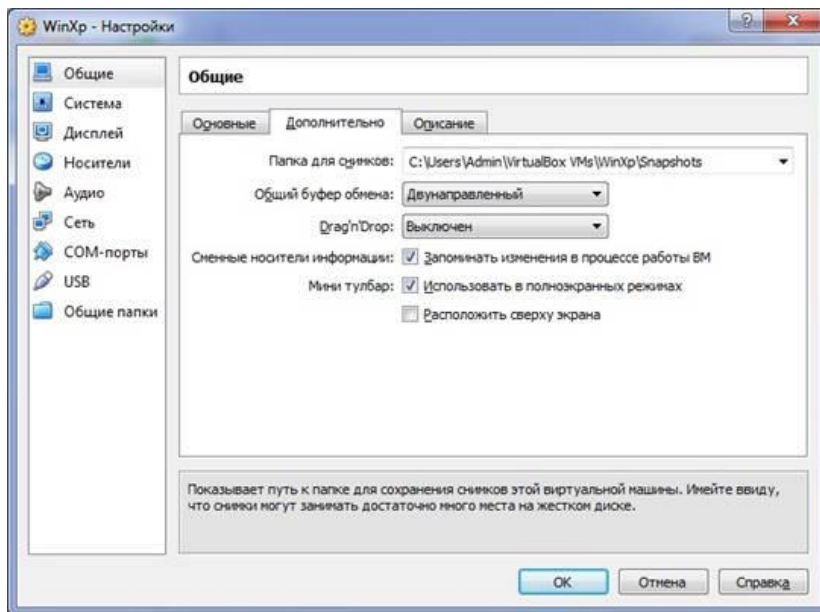 WinXp - Настройки
Общие
Система
Дисплей
Носители
Аудио
Сеть
COM-порты
USB
Общие папки
Общие
Основные Дополнительно Описание
Папка для снимков: C:\Users\Admin\VirtualBox VMs\WinXp\Snapshots
Общий буфер обмена: Двунаправленный
Drag'n'Drop: Выключен
Сменные носители информации: Запоминать изменения в процессе работы ВМ
Мини тулбар: Использовать в полноэкранных режимах
Расположить сверху экрана
Показывает путь к папке для сохранения снимков этой виртуальной машины. Имейте ввиду,
что снимки могут занимать достаточно много места на жестком диске.
OK Отмена Справка